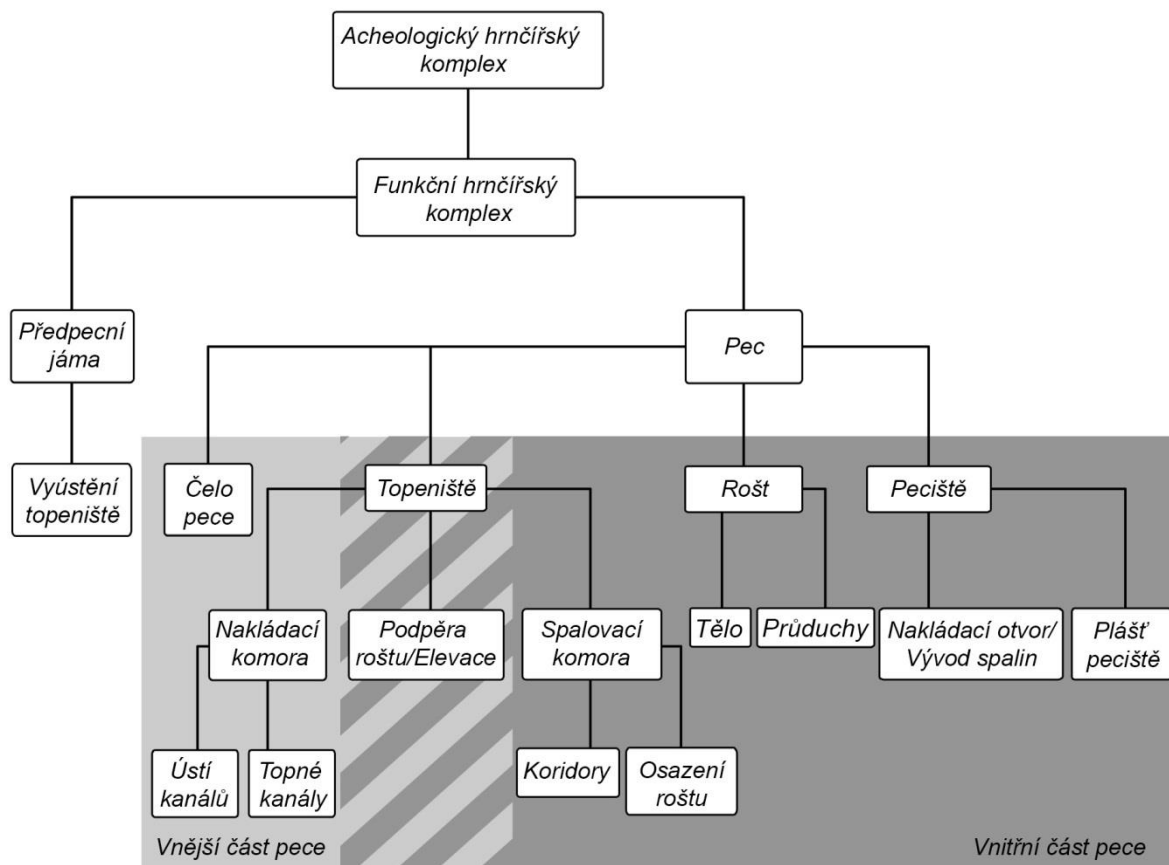 Acheologický hrnčířský
komplex
Funkční hrnčířský
komplex
Předpecní
jáma
Pec
Vyústění
topeniště
Čelo
pece
Topeniště
Rošt
Peciště
Nakládací
komora
Podpěra
roštu/Elevace
Spalovací
komora
Tělo
Průduchy
Nakládací otvor/
Vývod spalin
Plášť
peciště
Ústí
kanálů
Topné
kanály
Koridory
Osazení
roštu
Vnější část pece
Vnitřní část pece